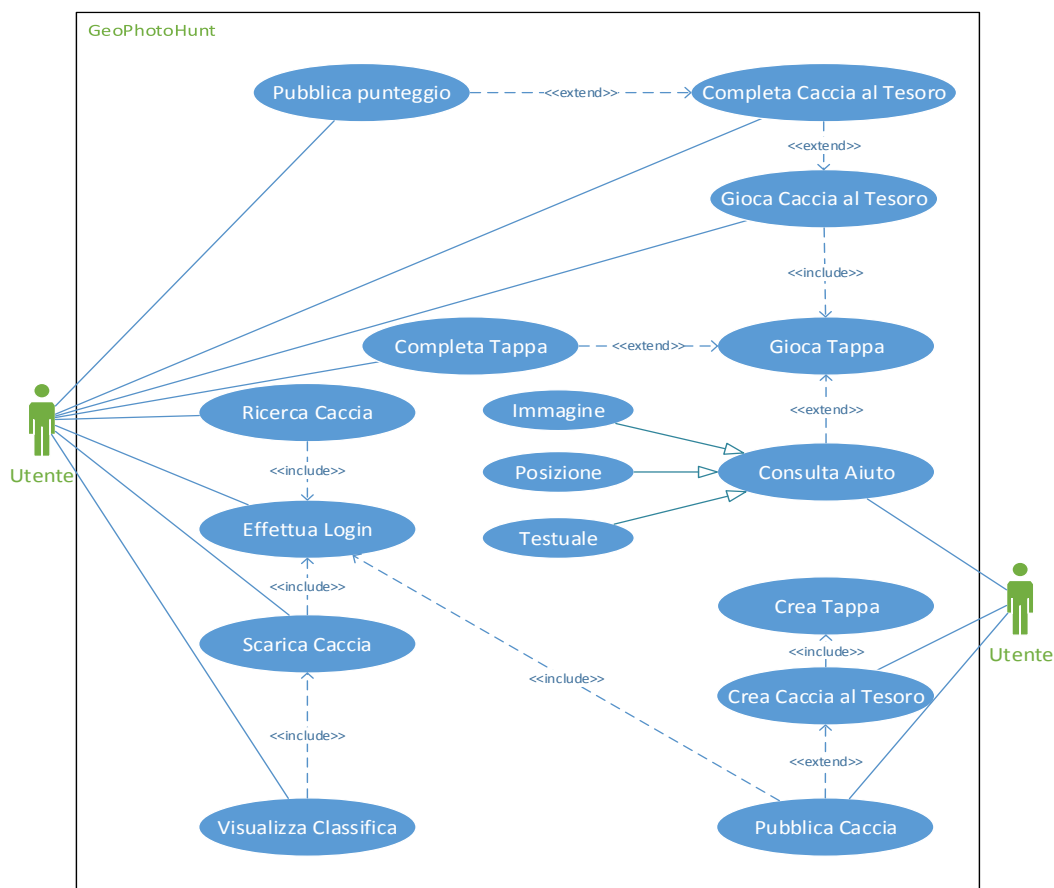 GeoPhotoHunt
Pubblica punteggio
<<extend>>
Completa Caccia al Tesoro
<<extend>>
Gioca Caccia al Tesoro
<<include>>
Completa Tappa
<<extend>>
Gioca Tappa
Ricerca Caccia
Immagine
<<extend>>
Utente
<<include>>
Posizione
Consulta Aiuto
Effettua Login
Testuale
<<include>>
Crea Tappa
Scarica Caccia
<<include>>
Utente
<<include>>
Crea Caccia al Tesoro
<<include>>
<<extend>>
Visualizza Classifica
Pubblica Caccia